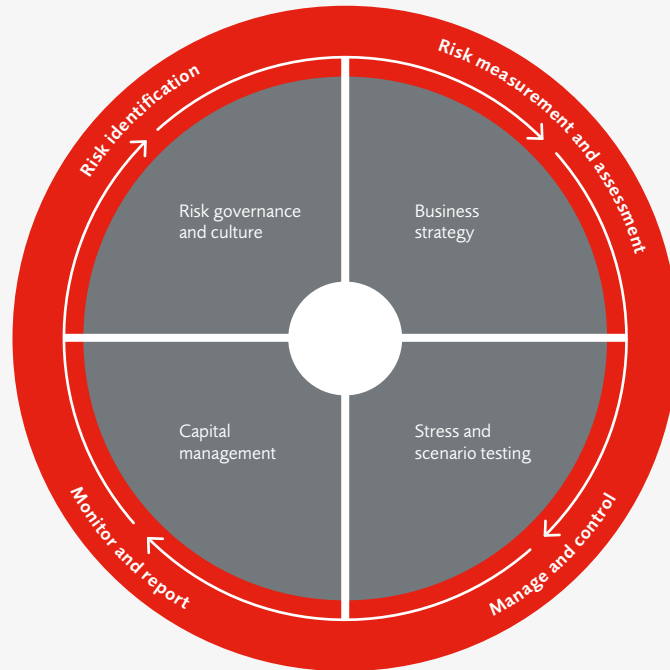 Risk identification
Risk measurement and assessment
Risk governance
and culture
Business
strategy
Capital
management
Stress and
scenario testing
Monitor and report
Manage and control